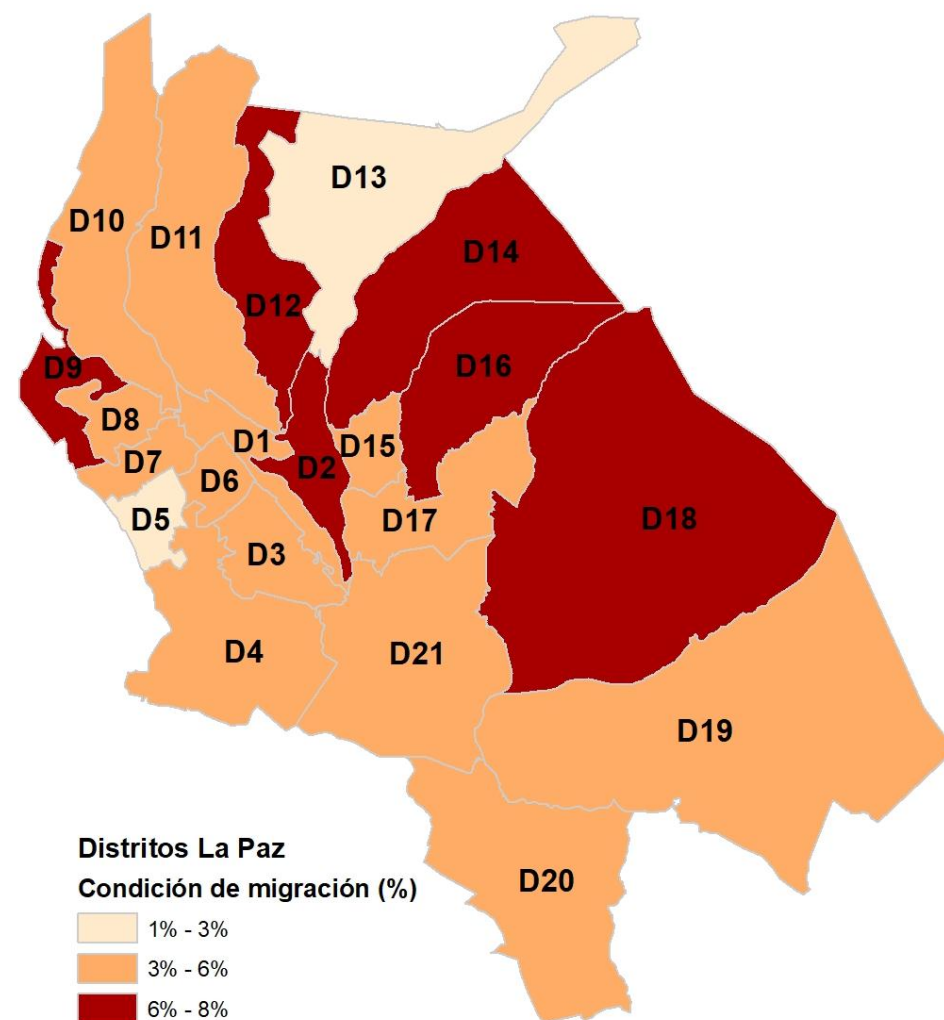 D13
D10
D11
D14
D12
D16
D9
D8
D1
D15
D7
D2
D6
D5
D17
D18
D3
D4
D21
D19
D20
Distritos La Paz
Condición de migración (%)
1% - 3%
3% - 6%
6% - 8%